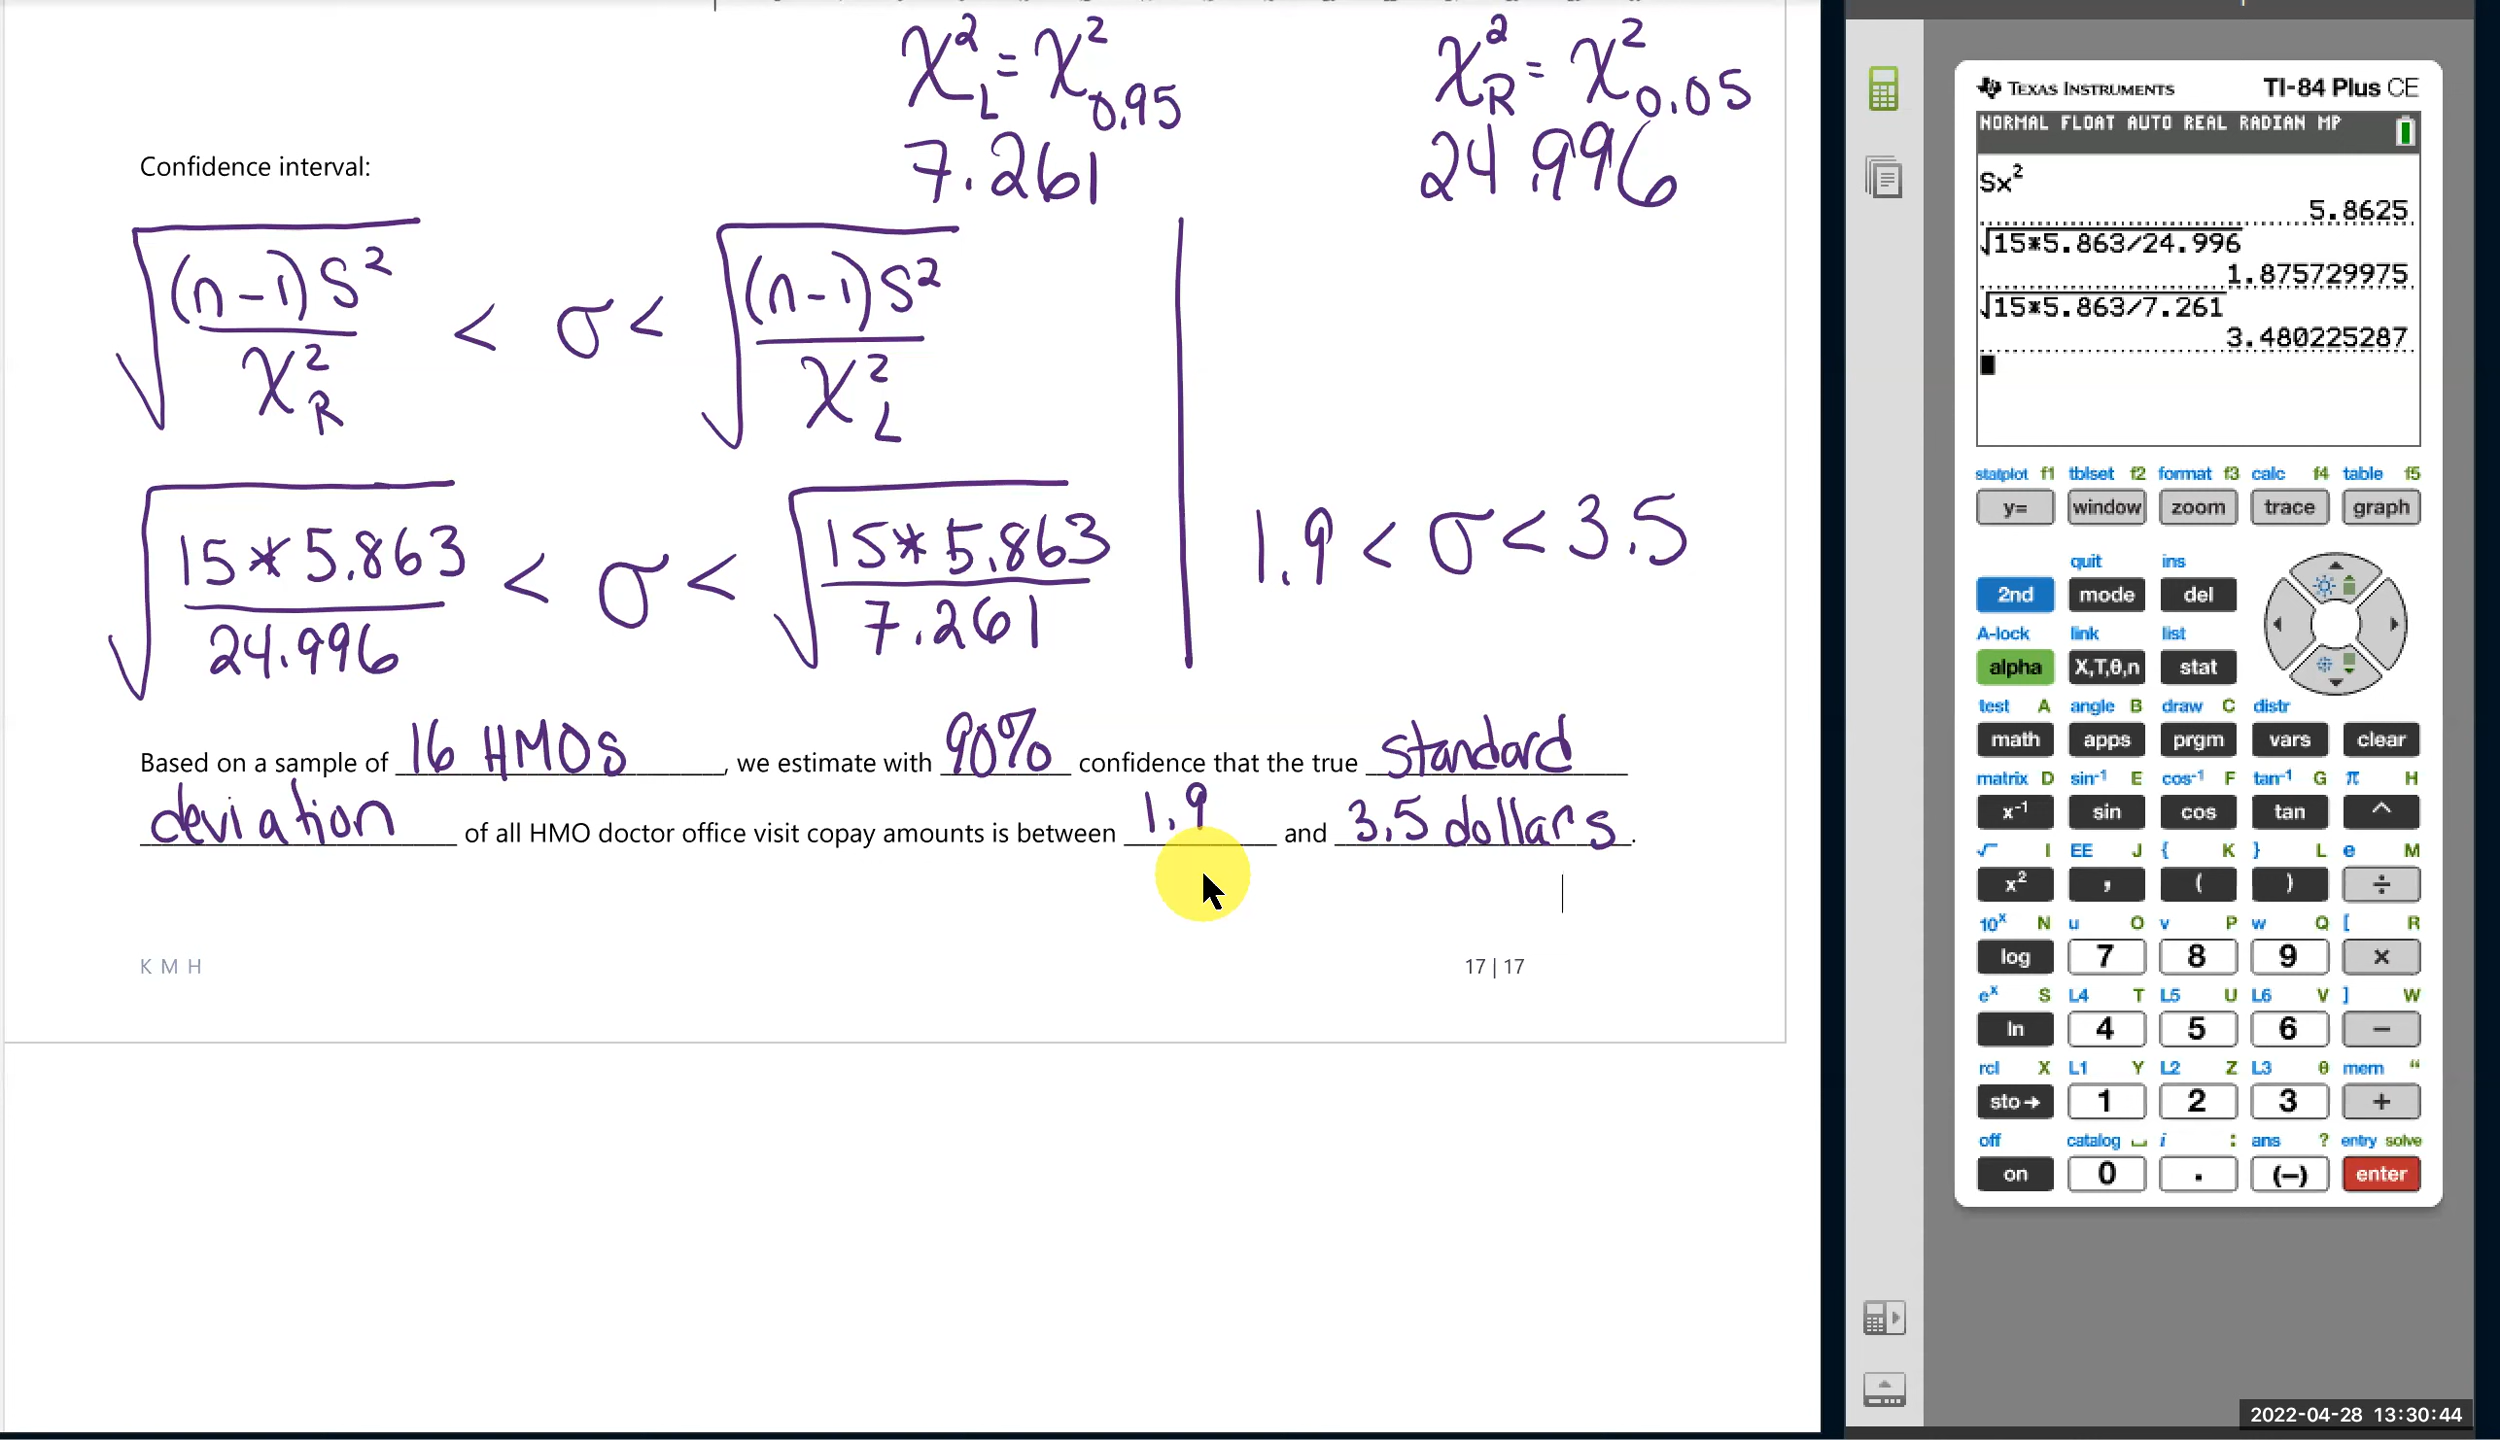 χ²L = χ²0.95
χ²R = χ²0.05
7.261
24.996
Confidence interval:
√((n-1)S²/χ²R) < σ < √((n-1)S²/χ²L)
√(15*5.863/24.996) < σ < √(15*5.863/7.261)
1.9 < σ < 3.5
Based on a sample of 16 HMOs, we estimate with 90% confidence that the true standard
deviation of all HMO doctor office visit copay amounts is between 1.9 and 3.5 dollars.
K M H
17 | 17
TEXAS INSTRUMENTS TI-84 Plus CE
NORMAL FLOAT AUTO REAL RADIAN MP
Sx²
5.8625
√15*5.863/24.996
1.875729975
√15*5.863/7.261
3.480225287
statplot f1 tblset f2 format f3 calc f4 table f5
y= window zoom trace graph
quit ins
2nd mode del
A-lock link list
alpha X,T,θ,n stat
test A angle B draw C distr
math apps prgm vars clear
matrix D sin⁻¹ E cos⁻¹ F tan⁻¹ G π H
x⁻¹ sin cos tan ^
√ I EE J { K } L e M
x² , ( ) ÷
10ˣ N u O v P w Q [ R
log 7 8 9 ×
eˣ S L4 T L5 U L6 V ] W
ln 4 5 6 −
rcl X L1 Y L2 Z L3 θ mem "
sto→ 1 2 3 +
off catalog ⎵ i : ans ? entry solve
on 0 . (−) enter
2022-04-28 13:30:44